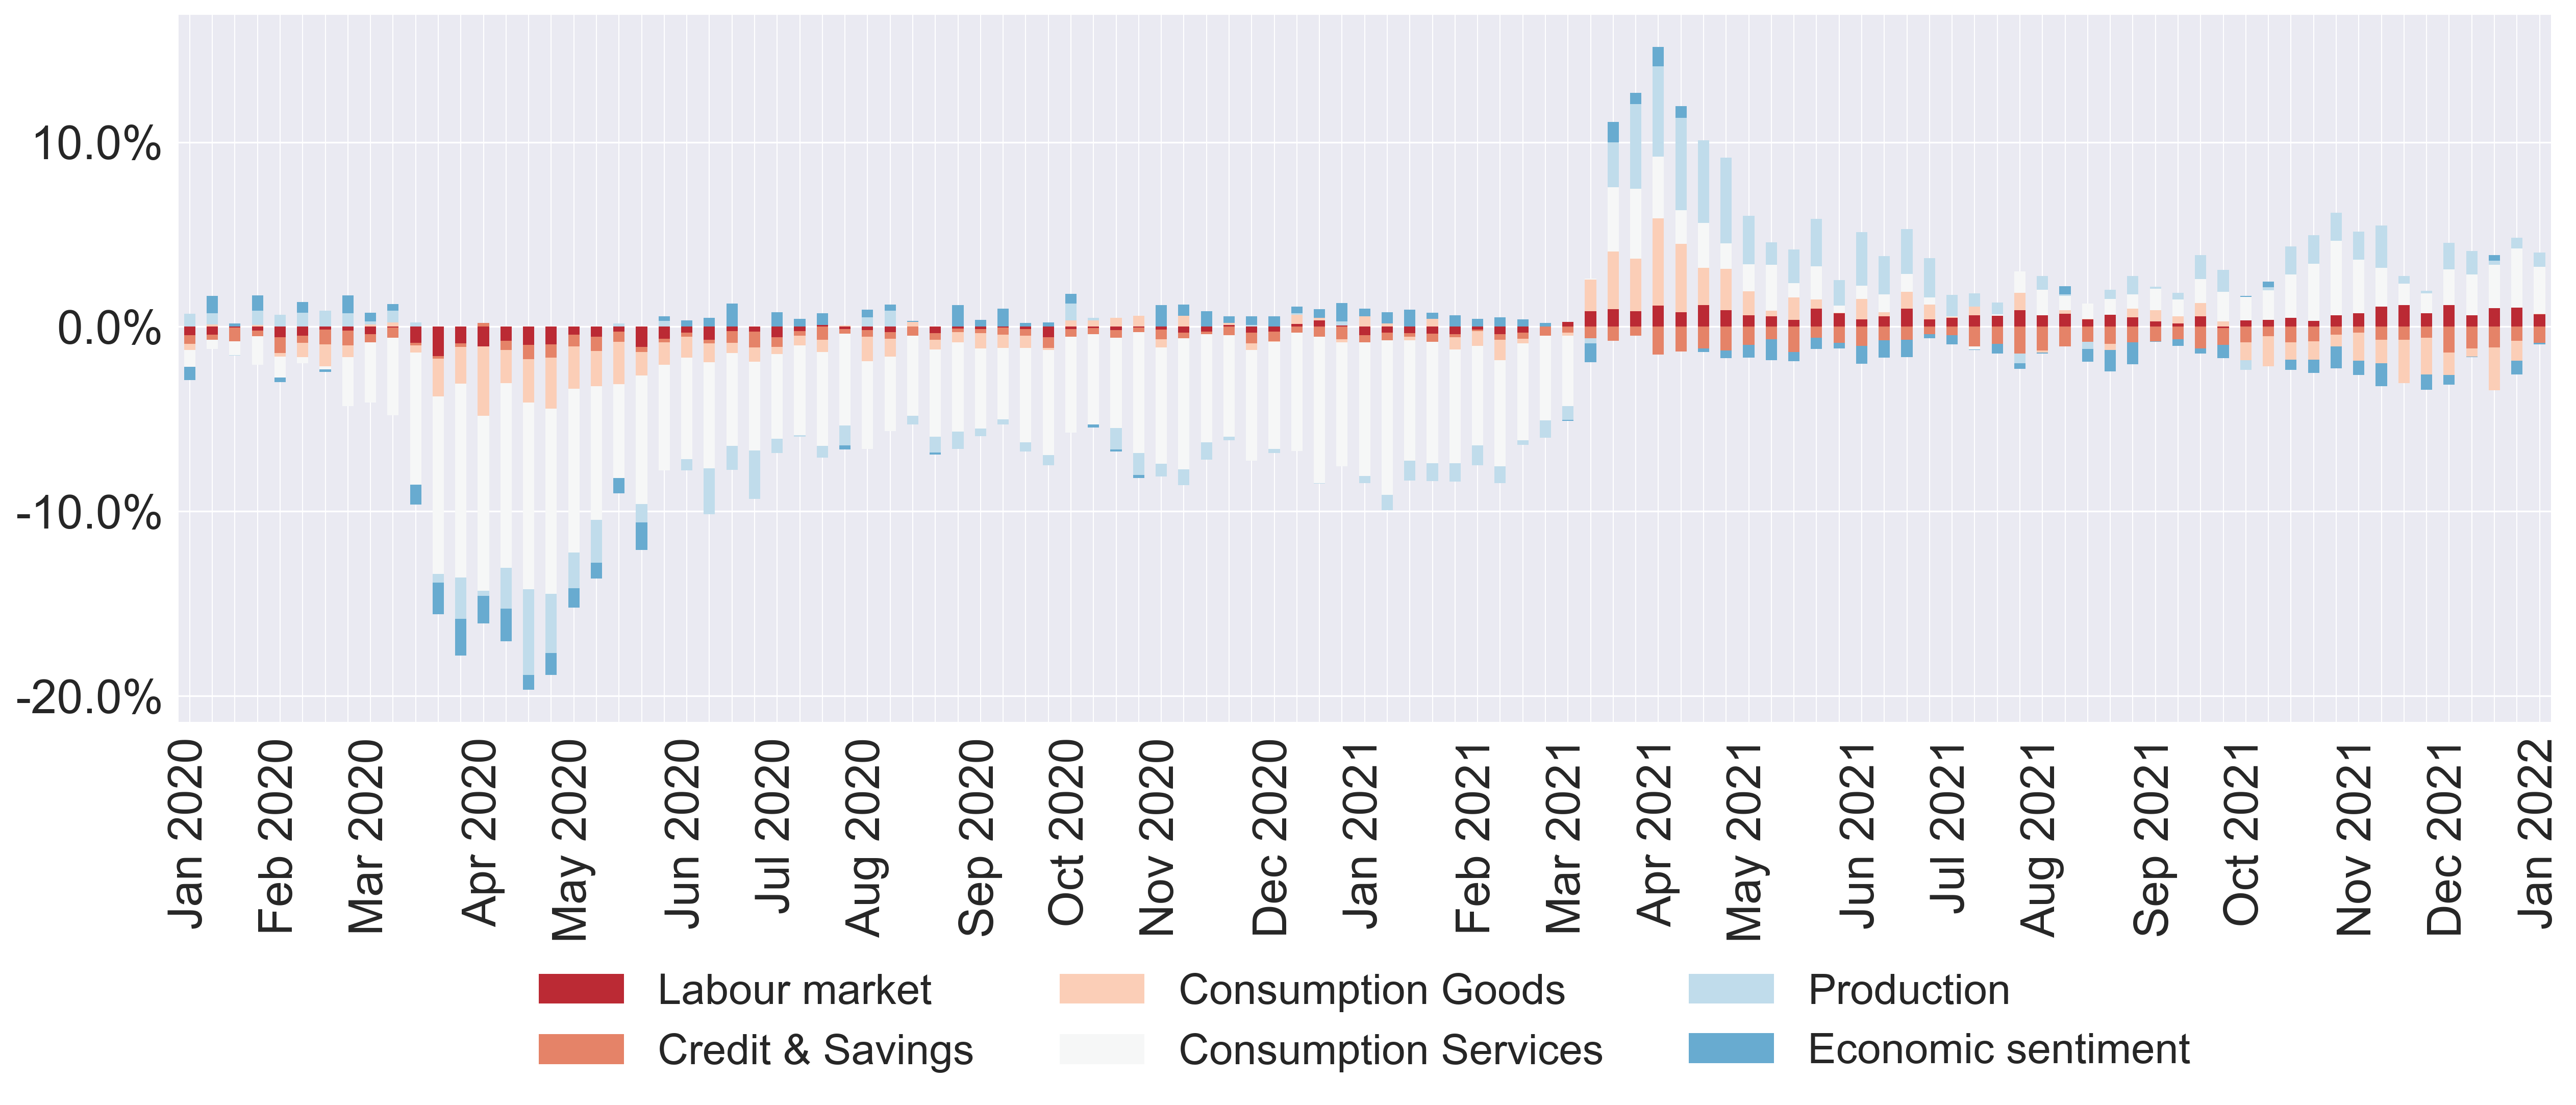 10.0%
0.0%
-10.0%
-20.0%
Jan 2020
Feb 2020
Mar 2020
Apr 2020
May 2020
Jun 2020
Jul 2020
Aug 2020
Sep 2020
Oct 2020
Nov 2020
Dec 2020
Jan 2021
Feb 2021
Mar 2021
Apr 2021
May 2021
Jun 2021
Jul 2021
Aug 2021
Sep 2021
Oct 2021
Nov 2021
Dec 2021
Jan 2022
Labour market
Credit & Savings
Consumption Goods
Consumption Services
Production
Economic sentiment